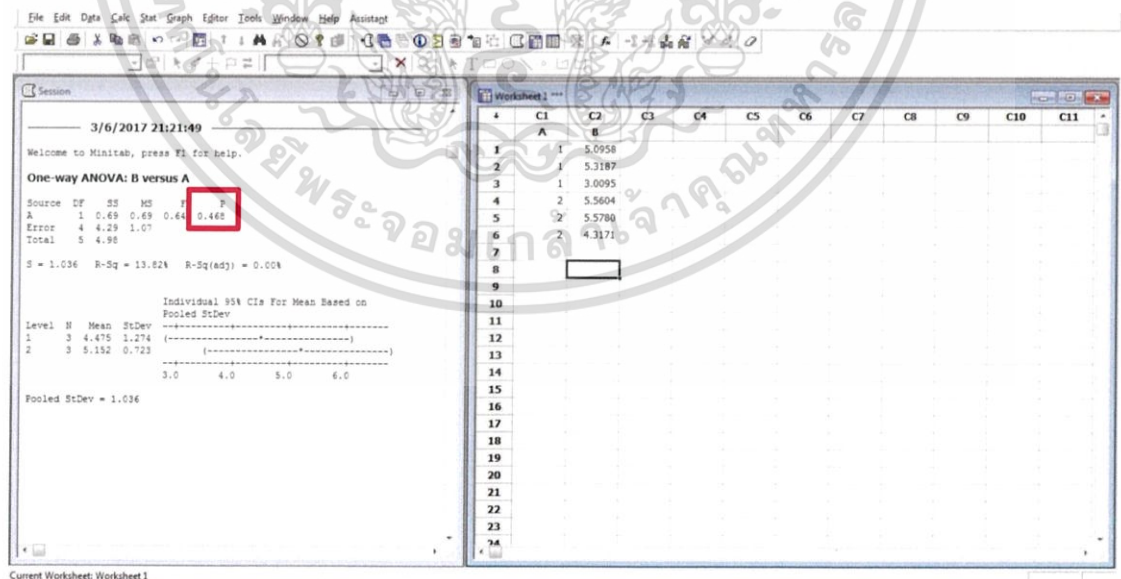 File Edit Data Calc Stat Graph Editor Tools Window Help Assistant
Session
3/6/2017 21:21:49
Welcome to Minitab, press F1 for help.
One-way ANOVA: B versus A
Source DF SS MS F P
A 1 0.69 0.69 0.64 0.468
Error 4 4.29 1.07
Total 5 4.98
S = 1.036 R-Sq = 13.82% R-Sq(adj) = 0.00%
Individual 95% CIs For Mean Based on
Pooled StDev
Level N Mean StDev --+---------+---------+---------+-------
1 3 4.475 1.274 (-----------------*-----------------)
2 3 5.152 0.723 (-----------------*-----------------)
--+---------+---------+---------+-------
3.0 4.0 5.0 6.0
Pooled StDev = 1.036
Worksheet 1 ***
C1 C2 C3 C4 C5 C6 C7 C8 C9 C10 C11
A B
1 1 5.0958
2 1 5.3187
3 1 3.0095
4 2 5.5604
5 2 5.5780
6 2 4.3171
7
8
9
10
11
12
13
14
15
16
17
18
19
20
21
22
23
24
Current Worksheet: Worksheet 1